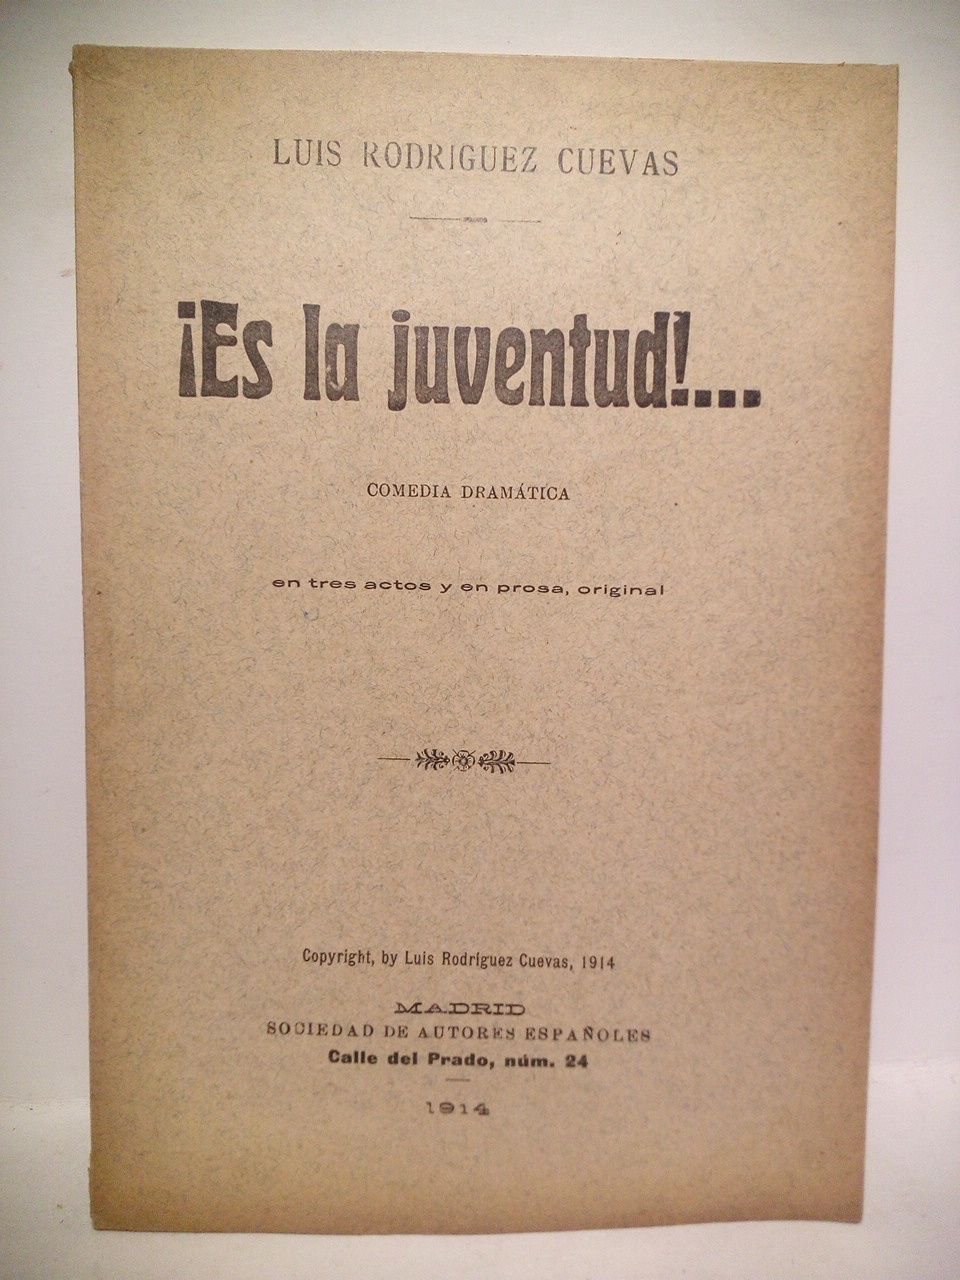 LUIS RODRIGUEZ CUEVAS
¡Es la juventud!....
COMEDIA DRAMÁTICA
en tres actos y en prosa, original
Copyright, by Luis Rodríguez Cuevas, 1914
MADRID
SOCIEDAD DE AUTORES ESPAÑOLES
Calle del Prado, núm. 24
1914